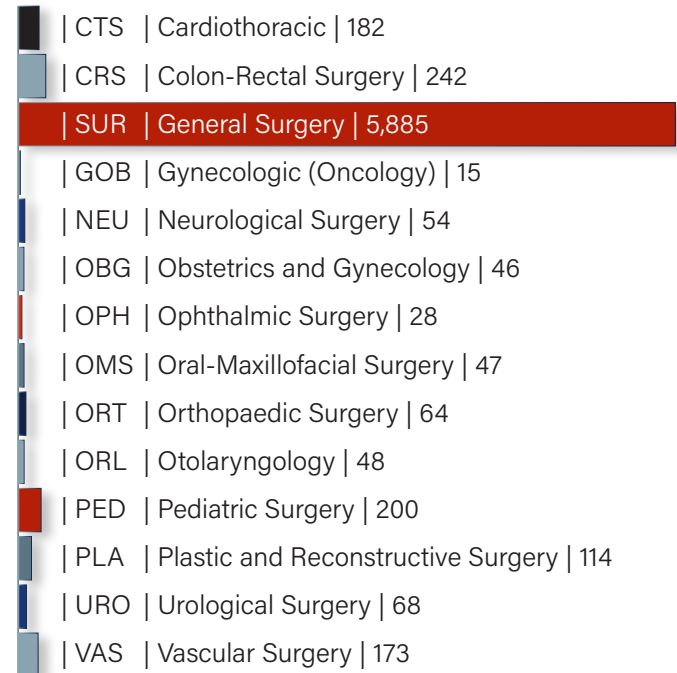 | CTS | Cardiothoracic | 182
| CRS | Colon-Rectal Surgery | 242
| SUR | General Surgery | 5,885
| GOB | Gynecologic (Oncology) | 15
| NEU | Neurological Surgery | 54
| OBG | Obstetrics and Gynecology | 46
| OPH | Ophthalmic Surgery | 28
| OMS | Oral-Maxillofacial Surgery | 47
| ORT | Orthopaedic Surgery | 64
| ORL | Otolaryngology | 48
| PED | Pediatric Surgery | 200
| PLA | Plastic and Reconstructive Surgery | 114
| URO | Urological Surgery | 68
| VAS | Vascular Surgery | 173